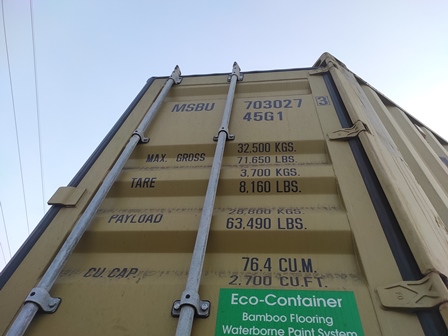 MSBU 703027 3
45G1
MAX. GROSS 32.500 KGS.
71.650 LBS.
TARE 3.700 KGS.
8.160 LBS.
PAYLOAD 28.800 KGS.
63,490 LBS.
CU.CAP. 76.4 CU.M.
2.700 CU.FT.
Eco-Container
Bamboo Flooring
Waterborne Paint System